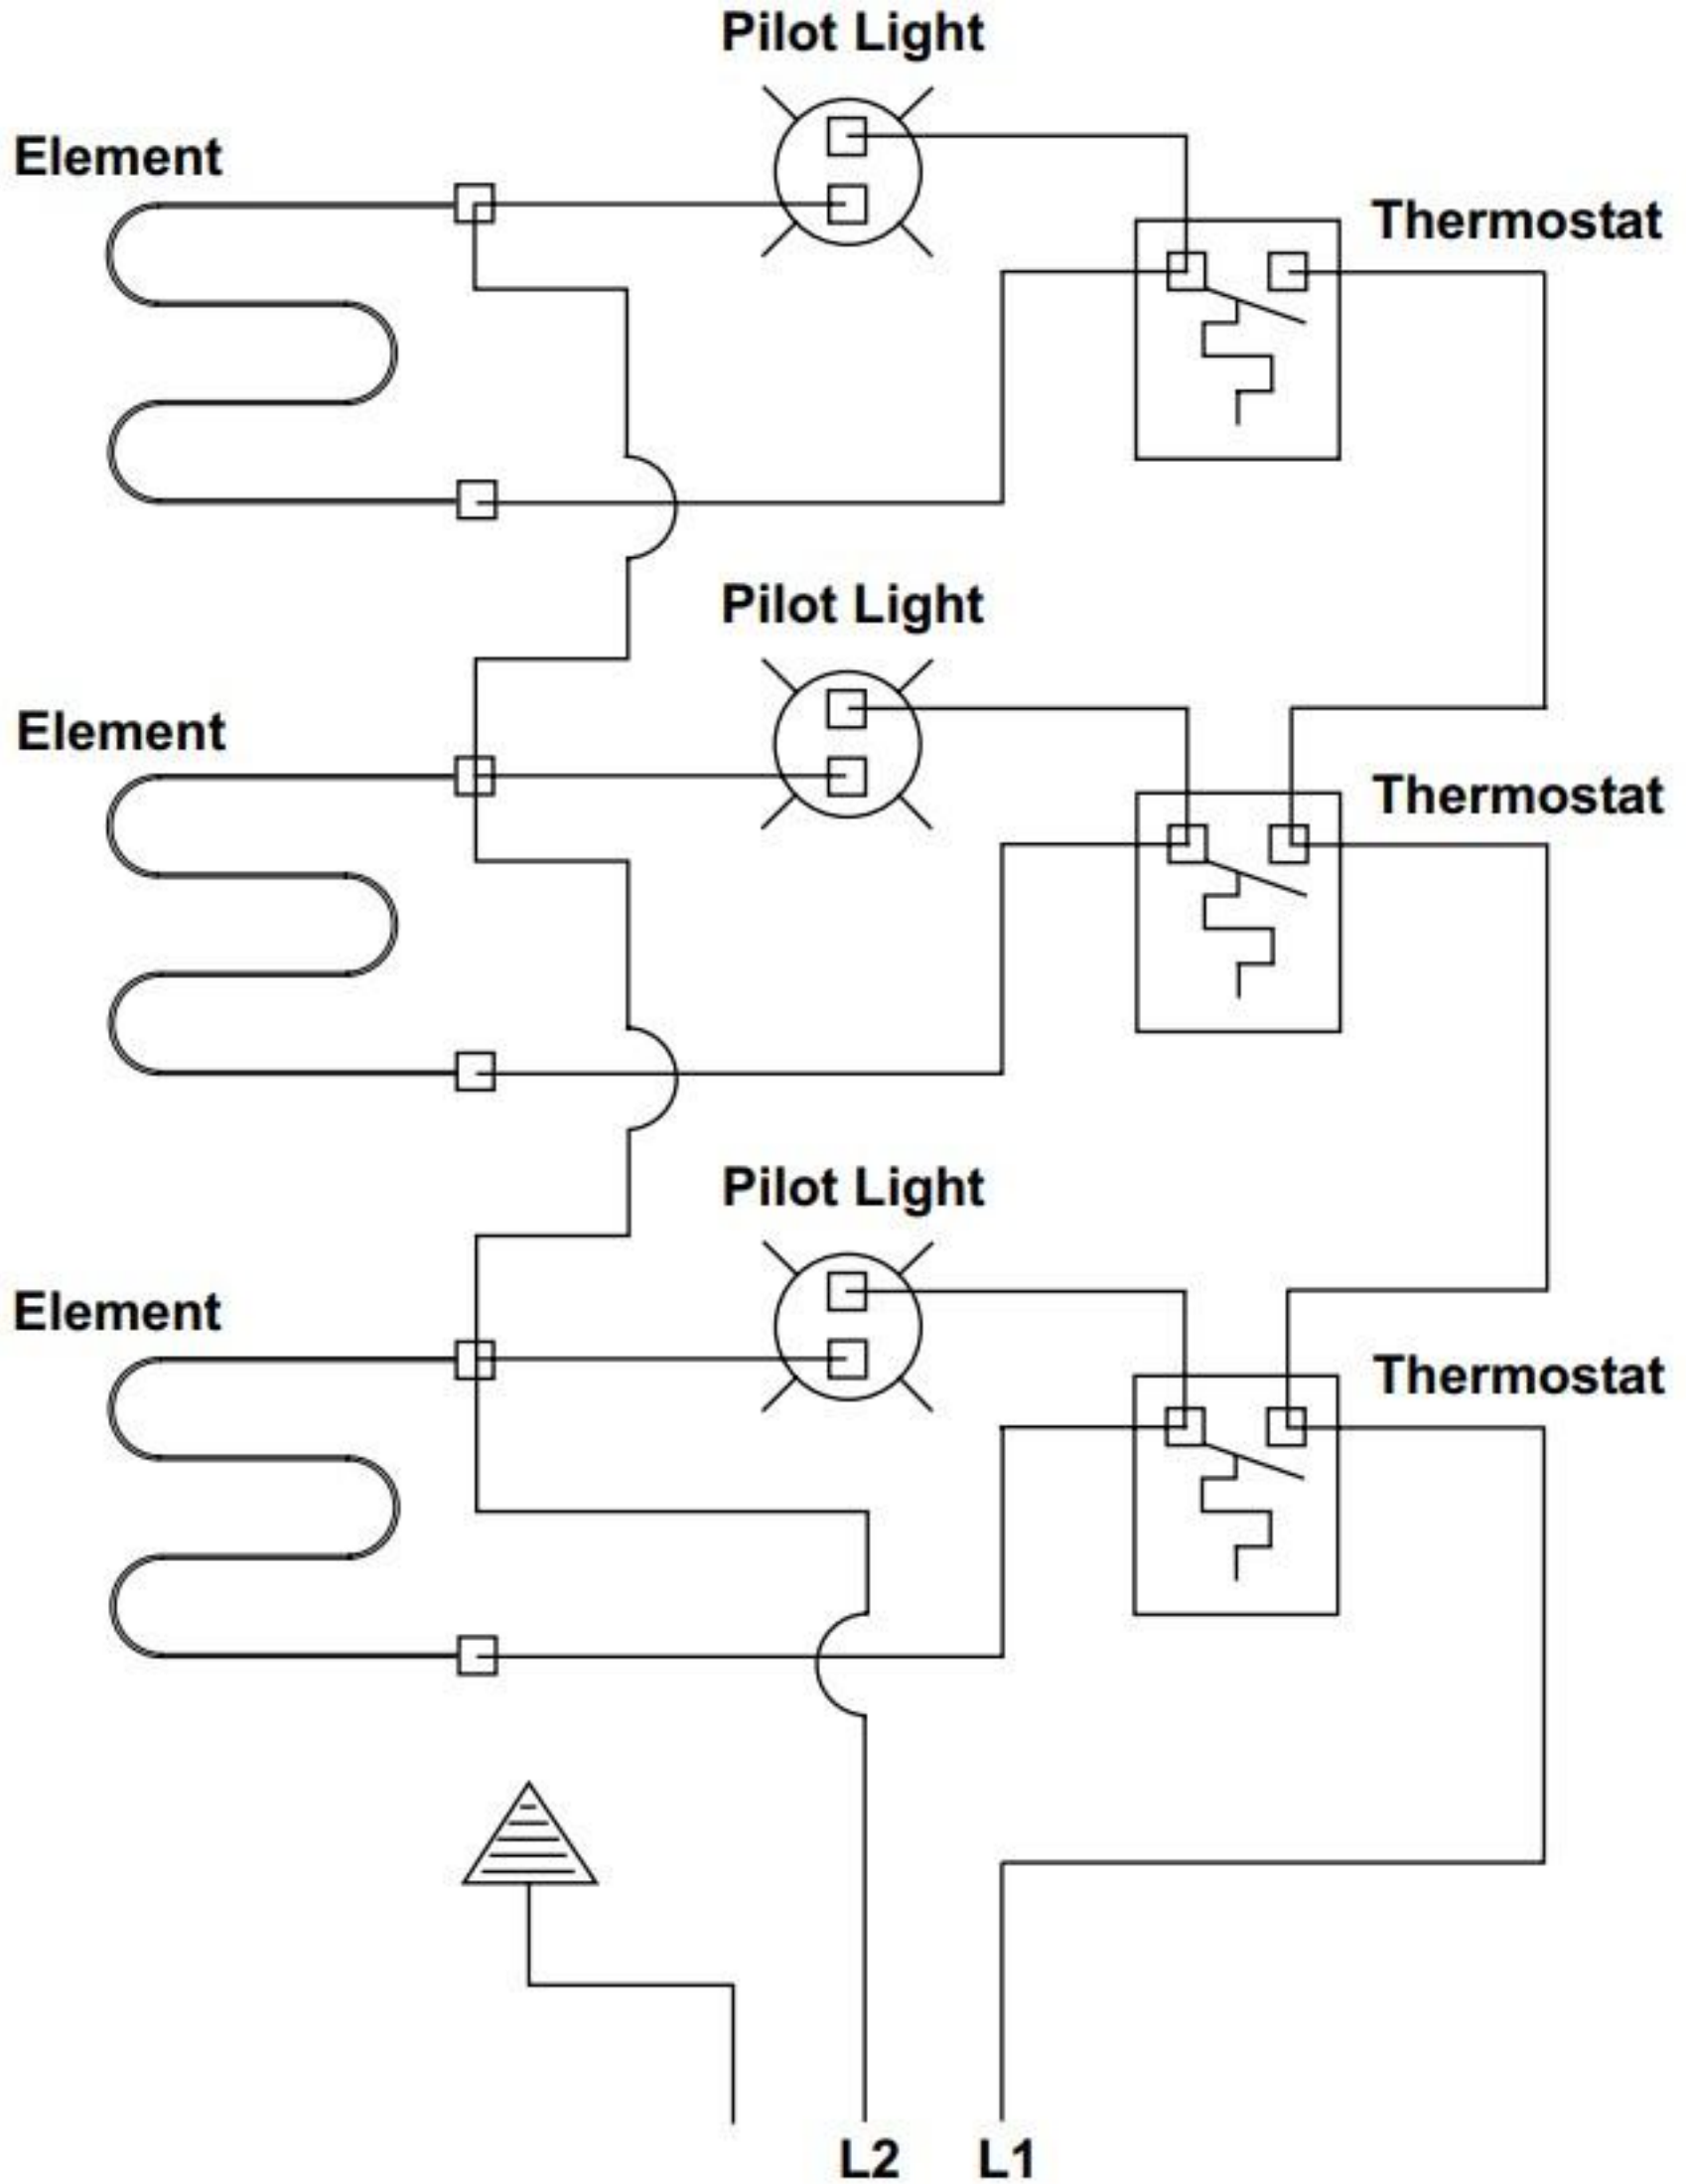 Pilot Light
Element
Thermostat
Pilot Light
Element
Thermostat
Pilot Light
Element
Thermostat
L2
L1